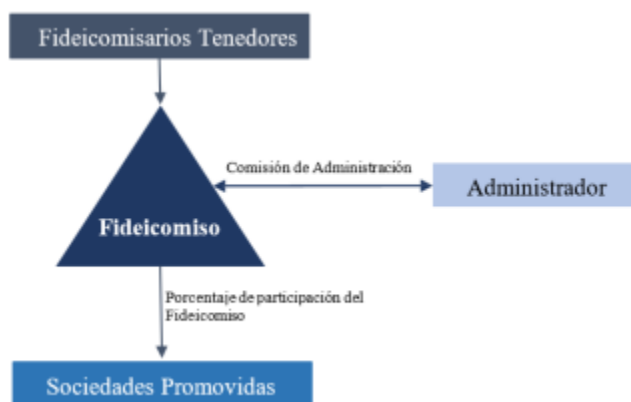 Fideicomisarios Tenedores
Comisión de Administración
Administrador
Fideicomiso
Porcentaje de participación del
Fideicomiso
Sociedades Promovidas